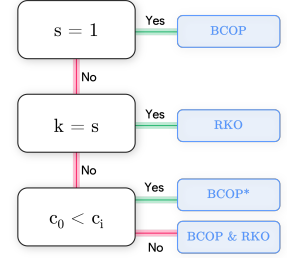 s = 1
Yes
BCOP
No
k = s
Yes
RKO
No
c₀ < cᵢ
Yes
BCOP*
No
BCOP & RKO